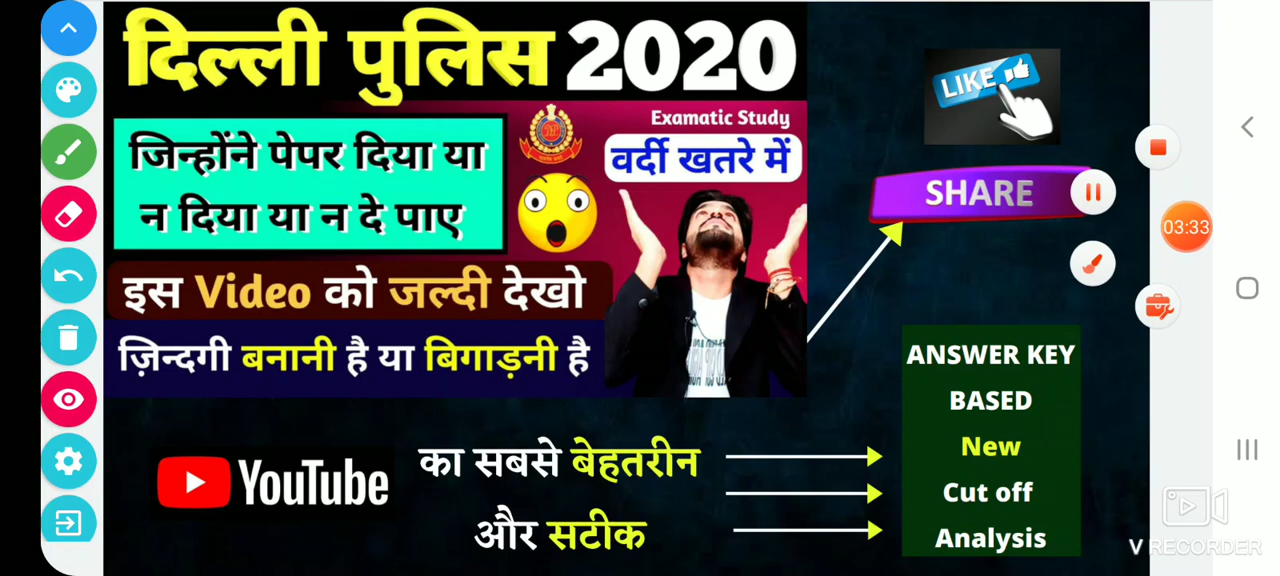 दिल्ली पुलिस 2020
Examatic Study
जिन्होंने पेपर दिया या
न दिया या न दे पाए
वर्दी खतरे में
इस Video को जल्दी देखो
ज़िन्दगी बनानी है या बिगाड़नी है
LIKE
SHARE
03:33
ANSWER KEY
BASED
New
Cut off
Analysis
YouTube का सबसे बेहतरीन
और सटीक
V RECORDER